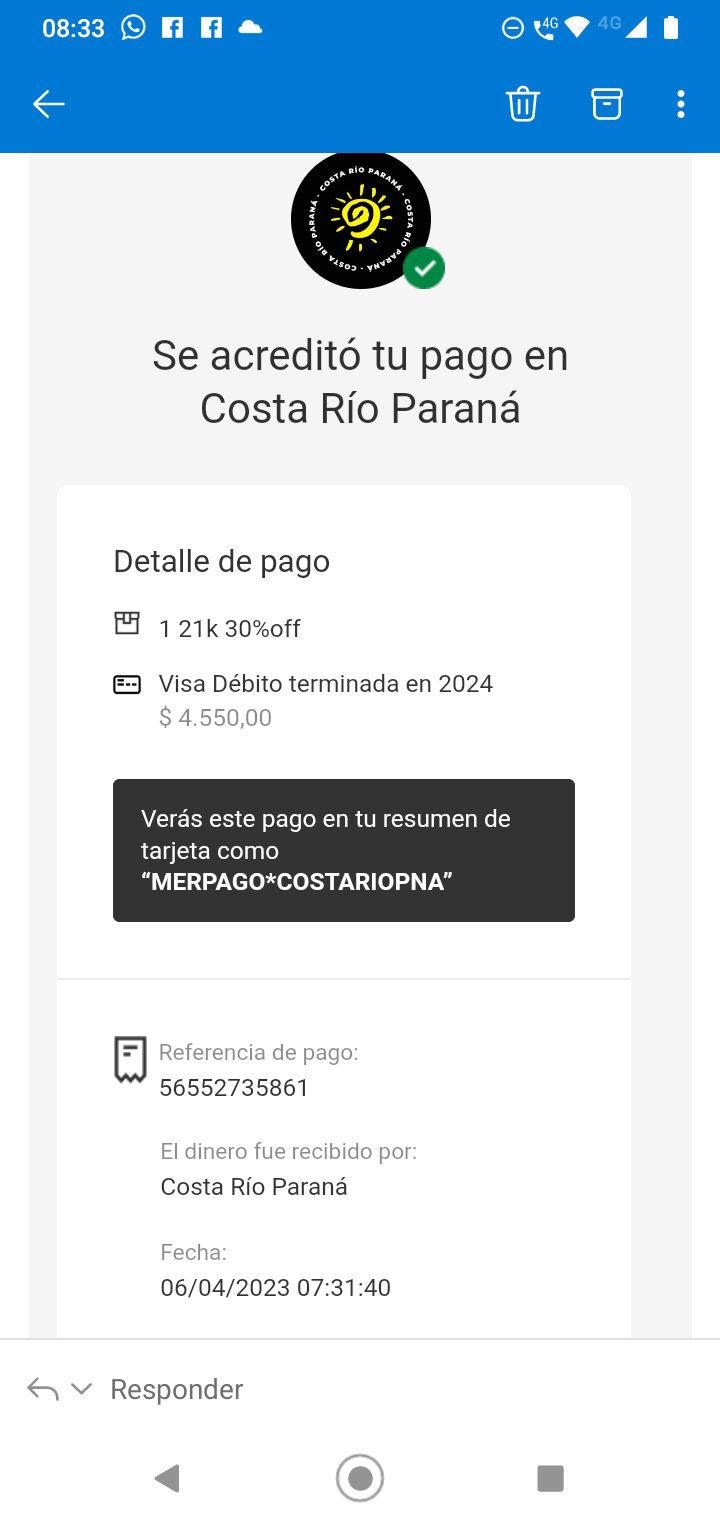 08:33
4G
4G
COSTA RÍO PARANÁ - COSTA RÍO PARANÁ - COSTA RÍO PARANÁ -
Se acreditó tu pago en
Costa Río Paraná
Detalle de pago
1 21k 30%off
Visa Débito terminada en 2024
$ 4.550,00
Verás este pago en tu resumen de
tarjeta como
“MERPAGO*COSTARIOPNA”
Referencia de pago:
56552735861
El dinero fue recibido por:
Costa Río Paraná
Fecha:
06/04/2023 07:31:40
Responder